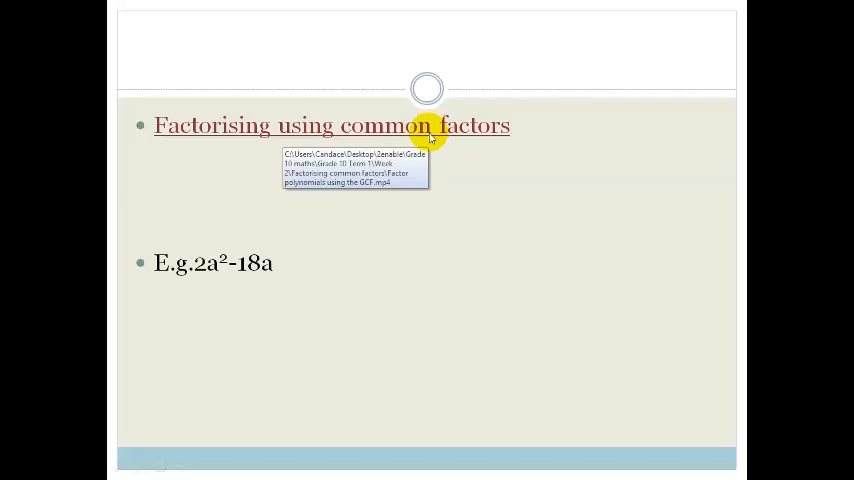 Factorising using common factors
C:\Users\Candace\Desktop\2enable\Grade
10 maths\Grade 10 Term 1\Week
2\Factorising common factors\Factor
polynomials using the GCF.mp4
E.g.2a²-18a